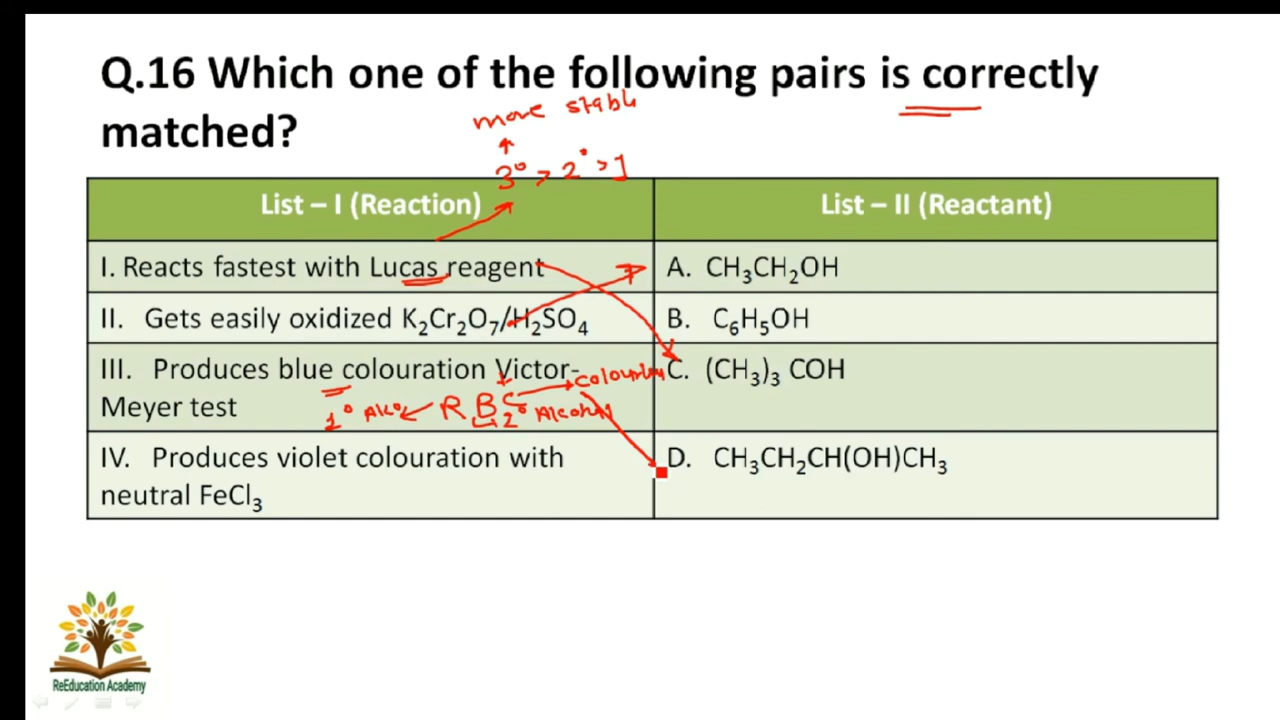 Q.16 Which one of the following pairs is correctly
more stable
matched?
3° > 2° > 1
List – I (Reaction)
List – II (Reactant)
I. Reacts fastest with Lucas reagent
A. CH₃CH₂OH
II. Gets easily oxidized K₂Cr₂O₇/H₂SO₄
B. C₆H₅OH
III. Produces blue colouration Victor-
Meyer test
colourless
1° Alc R B C 2° Alcohol
C. (CH₃)₃ COH
IV. Produces violet colouration with
neutral FeCl₃
D. CH₃CH₂CH(OH)CH₃
ReEducation Academy